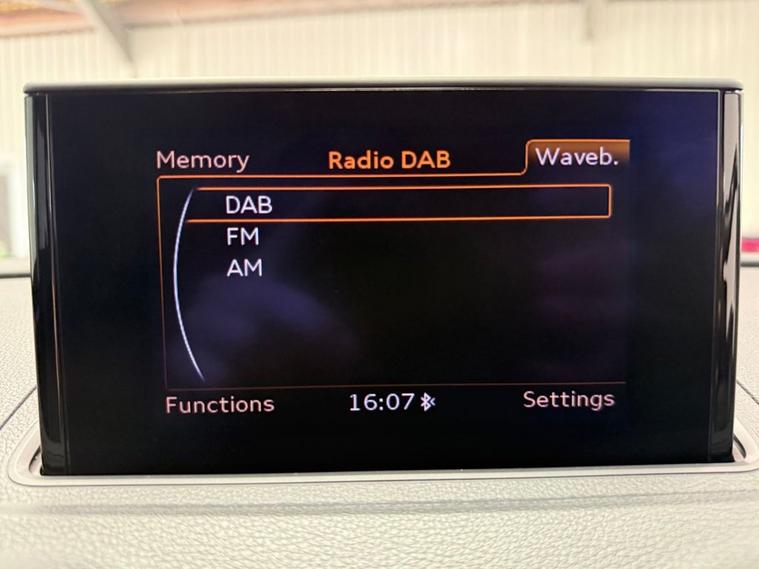 Memory Radio DAB Waveb.
DAB
FM
AM
Functions 16:07 Settings